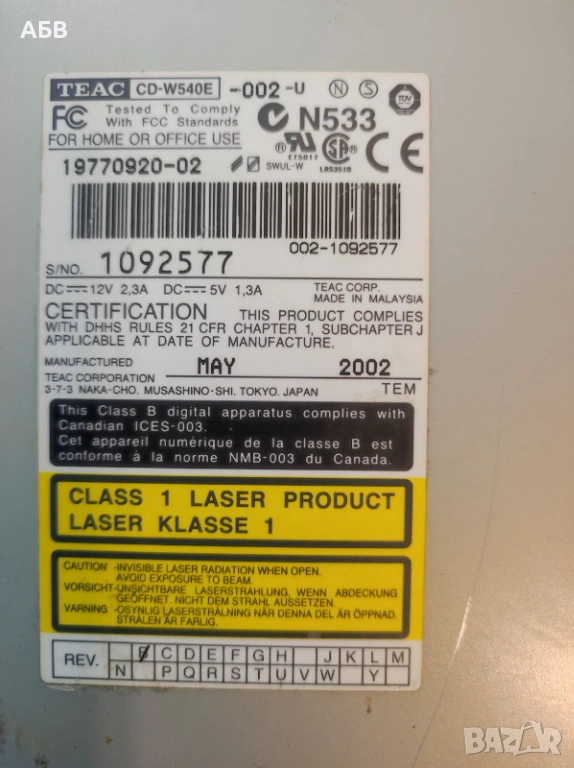 АБВ
TEAC CD-W540E -002 -U N S
TÜV
FC Tested To Comply
With FCC Standards
FOR HOME OR OFFICE USE
N533
E75017
LR53510
CE
19770920-02
SWUL-W
002-1092577
S/NO. 1092577
DC 12V 2,3A DC 5V 1,3A
TEAC CORP.
MADE IN MALAYSIA
CERTIFICATION THIS PRODUCT COMPLIES
WITH DHHS RULES 21 CFR CHAPTER 1, SUBCHAPTER J
APPLICABLE AT DATE OF MANUFACTURE.
MANUFACTURED MAY 2002
TEAC CORPORATION
3-7-3 NAKA-CHO. MUSASHINO-SHI. TOKYO. JAPAN TEM
This Class B digital apparatus complies with
Canadian ICES-003.
Cet appareil numérique de la classe B est
conforme à la norme NMB-003 du Canada.
CLASS 1 LASER PRODUCT
LASER KLASSE 1
CAUTION -INVISIBLE LASER RADIATION WHEN OPEN.
AVOID EXPOSURE TO BEAM.
VORSICHT-UNSICHTBARE LASERSTRAHLUNG, WENN ABDECKUNG
GEÖFFNET. NICHT DEM STRAHL AUSSETZEN.
VARNING -OSYNLIG LASERSTRÅLNING NÄR DENNA DEL ÄR ÖPPNAD.
STRALEN ÄR FARLIG.
REV. B C D E F G H J K L M
N P Q R S T U V W Y
BAZAR